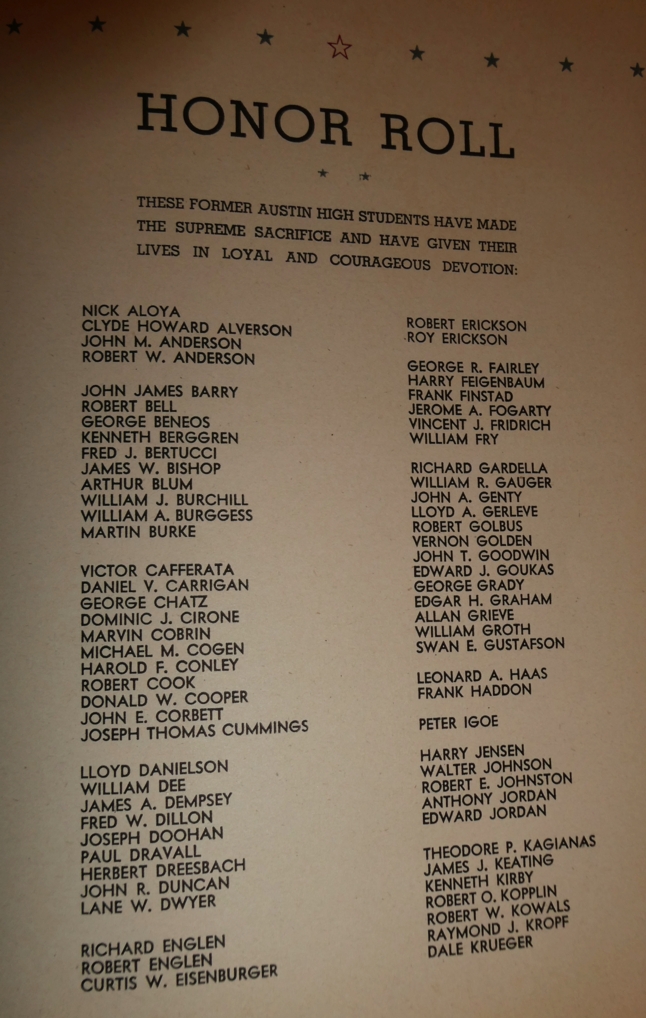 HONOR ROLL
THESE FORMER AUSTIN HIGH STUDENTS HAVE MADE
THE SUPREME SACRIFICE AND HAVE GIVEN THEIR
LIVES IN LOYAL AND COURAGEOUS DEVOTION:
NICK ALOYA
CLYDE HOWARD ALVERSON
JOHN M. ANDERSON
ROBERT W. ANDERSON
JOHN JAMES BARRY
ROBERT BELL
GEORGE BENEOS
KENNETH BERGGREN
FRED J. BERTUCCI
JAMES W. BISHOP
ARTHUR BLUM
WILLIAM J. BURCHILL
WILLIAM A. BURGGESS
MARTIN BURKE
VICTOR CAFFERATA
DANIEL V. CARRIGAN
GEORGE CHATZ
DOMINIC J. CIRONE
MARVIN COBRIN
MICHAEL M. COGEN
HAROLD F. CONLEY
ROBERT COOK
DONALD W. COOPER
JOHN E. CORBETT
JOSEPH THOMAS CUMMINGS
LLOYD DANIELSON
WILLIAM DEE
JAMES A. DEMPSEY
FRED W. DILLON
JOSEPH DOOHAN
PAUL DRAVALL
HERBERT DREESBACH
JOHN R. DUNCAN
LANE W. DWYER
RICHARD ENGLEN
ROBERT ENGLEN
CURTIS W. EISENBURGER
ROBERT ERICKSON
ROY ERICKSON
GEORGE R. FAIRLEY
HARRY FEIGENBAUM
FRANK FINSTAD
JEROME A. FOGARTY
VINCENT J. FRIDRICH
WILLIAM FRY
RICHARD GARDELLA
WILLIAM R. GAUGER
JOHN A. GENTY
LLOYD A. GERLEVE
ROBERT GOLBUS
VERNON GOLDEN
JOHN T. GOODWIN
EDWARD J. GOUKAS
GEORGE GRADY
EDGAR H. GRAHAM
ALLAN GRIEVE
WILLIAM GROTH
SWAN E. GUSTAFSON
LEONARD A. HAAS
FRANK HADDON
PETER IGOE
HARRY JENSEN
WALTER JOHNSON
ROBERT E. JOHNSTON
ANTHONY JORDAN
EDWARD JORDAN
THEODORE P. KAGIANAS
JAMES J. KEATING
KENNETH KIRBY
ROBERT O. KOPPLIN
ROBERT W. KOWALS
RAYMOND J. KROPF
DALE KRUEGER